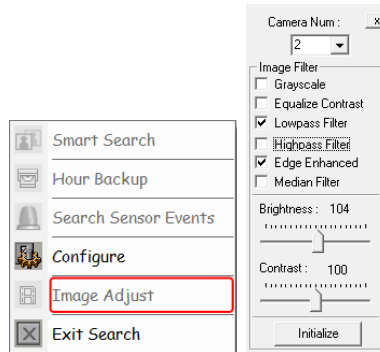 Smart Search
Hour Backup
Search Sensor Events
Configure
Image Adjust
Exit Search
Camera Num : x
2
Image Filter
Grayscale
Equalize Contrast
Lowpass Filter
Highpass Filter
Edge Enhanced
Median Filter
Brightness : 104
Contrast : 100
Initialize